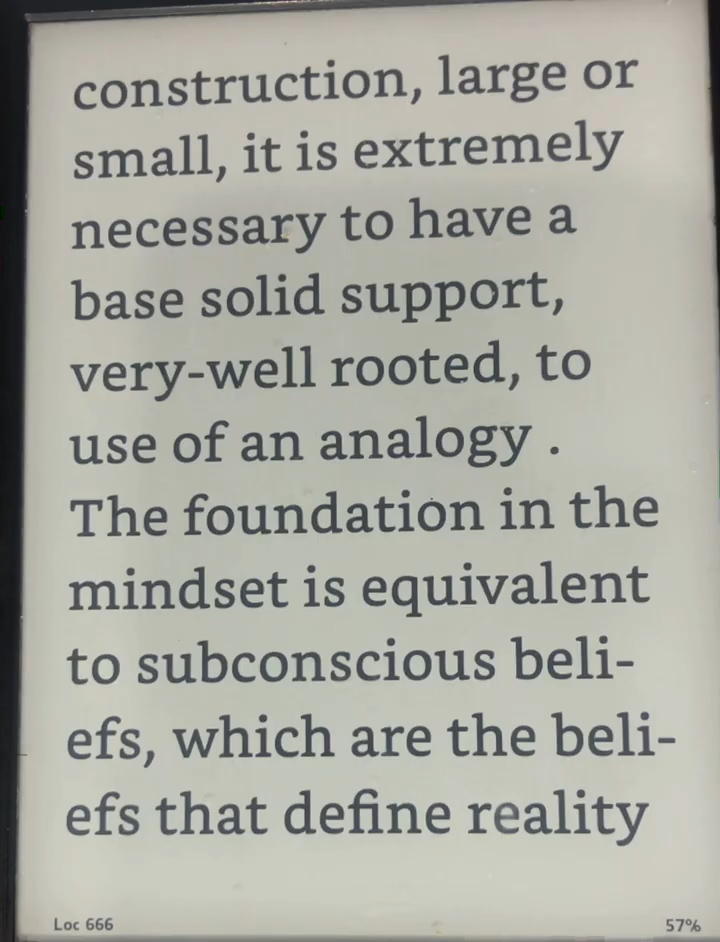 construction, large or
small, it is extremely
necessary to have a
base solid support,
very-well rooted, to
use of an analogy .
The foundation in the
mindset is equivalent
to subconscious beli-
efs, which are the beli-
efs that define reality
Loc 666 57%